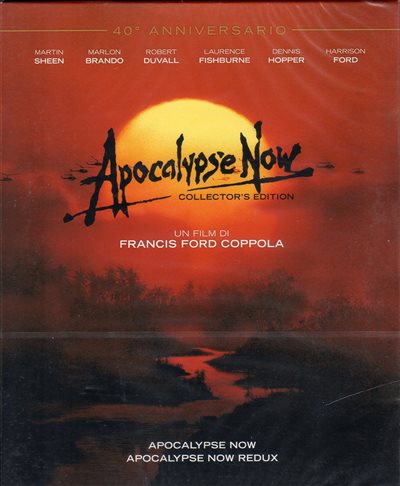 40° ANNIVERSARIO
MARTIN SHEEN
MARLON BRANDO
ROBERT DUVALL
LAURENCE FISHBURNE
DENNIS HOPPER
HARRISON FORD
Apocalypse Now
COLLECTOR'S EDITION
UN FILM DI
FRANCIS FORD COPPOLA
APOCALYPSE NOW
APOCALYPSE NOW REDUX